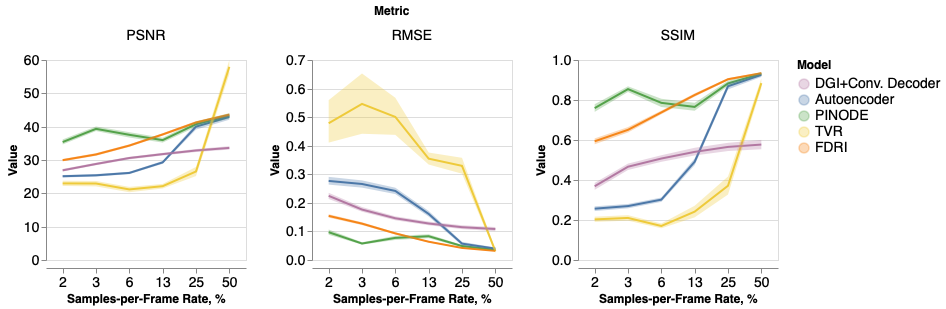 Metric
PSNR
Value
60
50
40
30
20
10
0
2 3 6 13 25 50
Samples-per-Frame Rate, %
RMSE
Value
0.7
0.6
0.5
0.4
0.3
0.2
0.1
0.0
2 3 6 13 25 50
Samples-per-Frame Rate, %
SSIM
Value
1.0
0.8
0.6
0.4
0.2
0.0
2 3 6 13 25 50
Samples-per-Frame Rate, %
Model
DGI+Conv. Decoder
Autoencoder
PINODE
TVR
FDRI